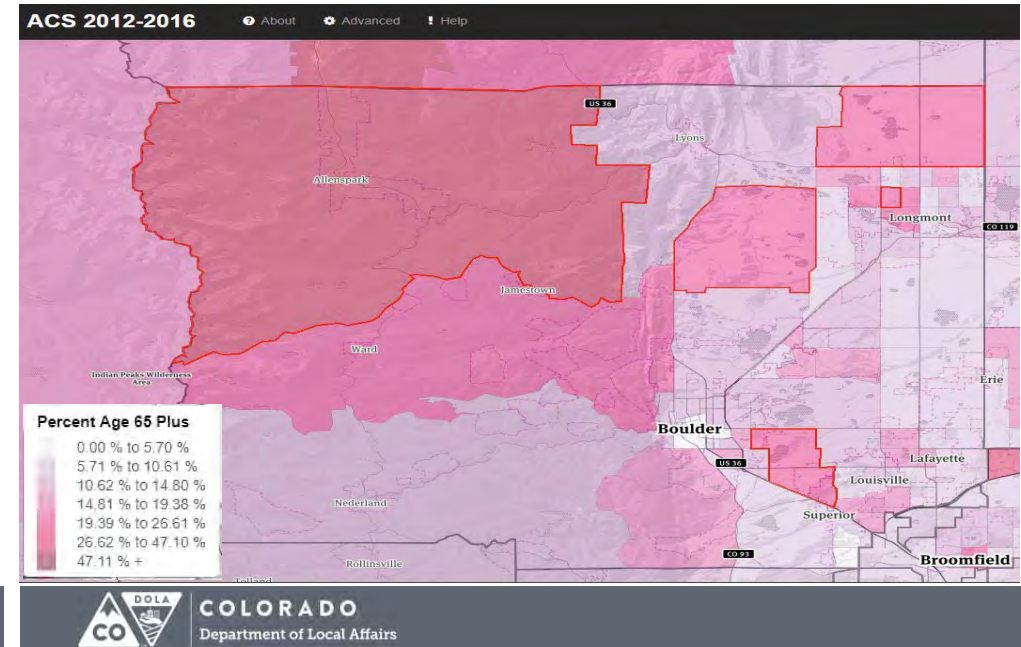 ACS 2012-2016 About Advanced Help
US 36
Lyons
Allenspark
Longmont
CO 119
Jamestown
Ward
Indian Peaks Wilderness
Area
Erie
Percent Age 65 Plus
0.00 % to 5.70 %
5.71 % to 10.61 %
10.62 % to 14.80 %
14.81 % to 19.38 %
19.39 % to 26.61 %
26.62 % to 47.10 %
47.11 % +
Boulder
US 36
Lafayette
Louisville
Nederland
Superior
CO 93
Rollinsville
Broomfield
DOLA
CO
COLORADO
Department of Local Affairs